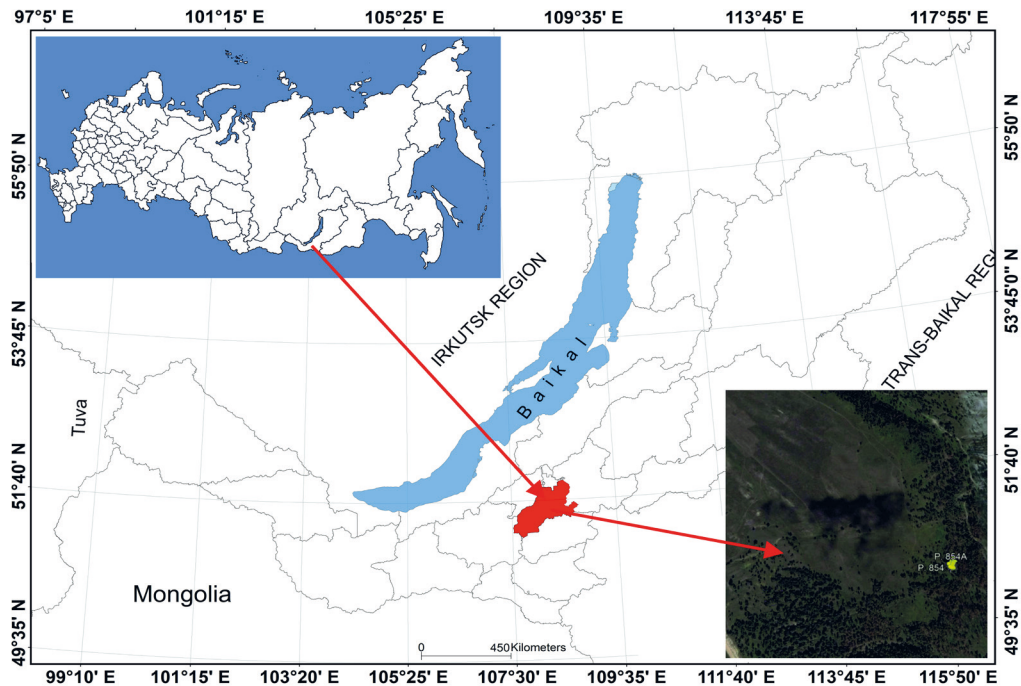 97°5' E 101°15' E 105°25' E 109°35' E 113°45' E 117°55' E
55°50' N
55°50' N
IRKUTSK REGION
TRANS-BAIKAL REGI
53°45' N
53°45'0" N
Baikal
Tuva
51°40' N
51°40' N
P 854A
P 854
Mongolia
49°35' N
49°35' N
0 450 Kilometers
99°10' E 101°15' E 103°20' E 105°25' E 107°30' E 109°35' E 111°40' E 113°45' E 115°50' E